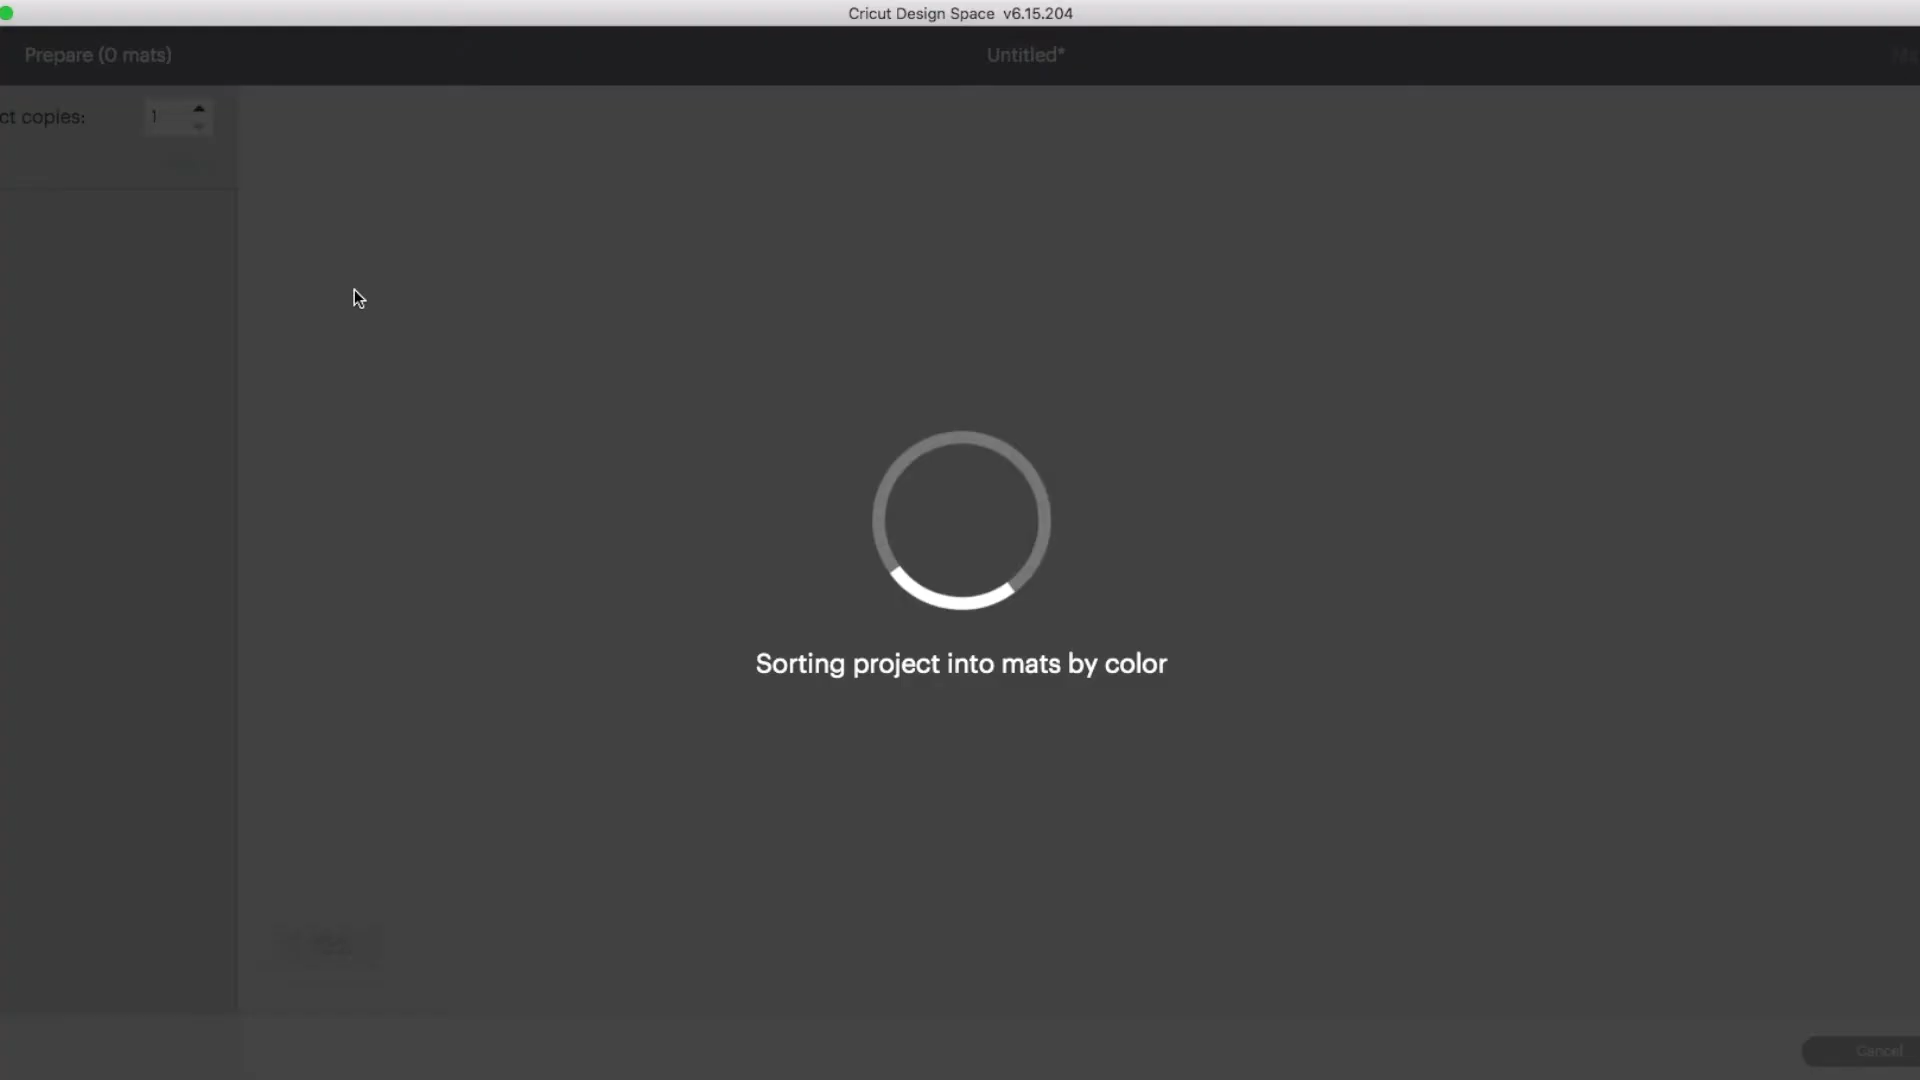 Cricut Design Space v6.15.204
Prepare (0 mats)
Untitled*
ct copies:
1
Sorting project into mats by color
Cancel